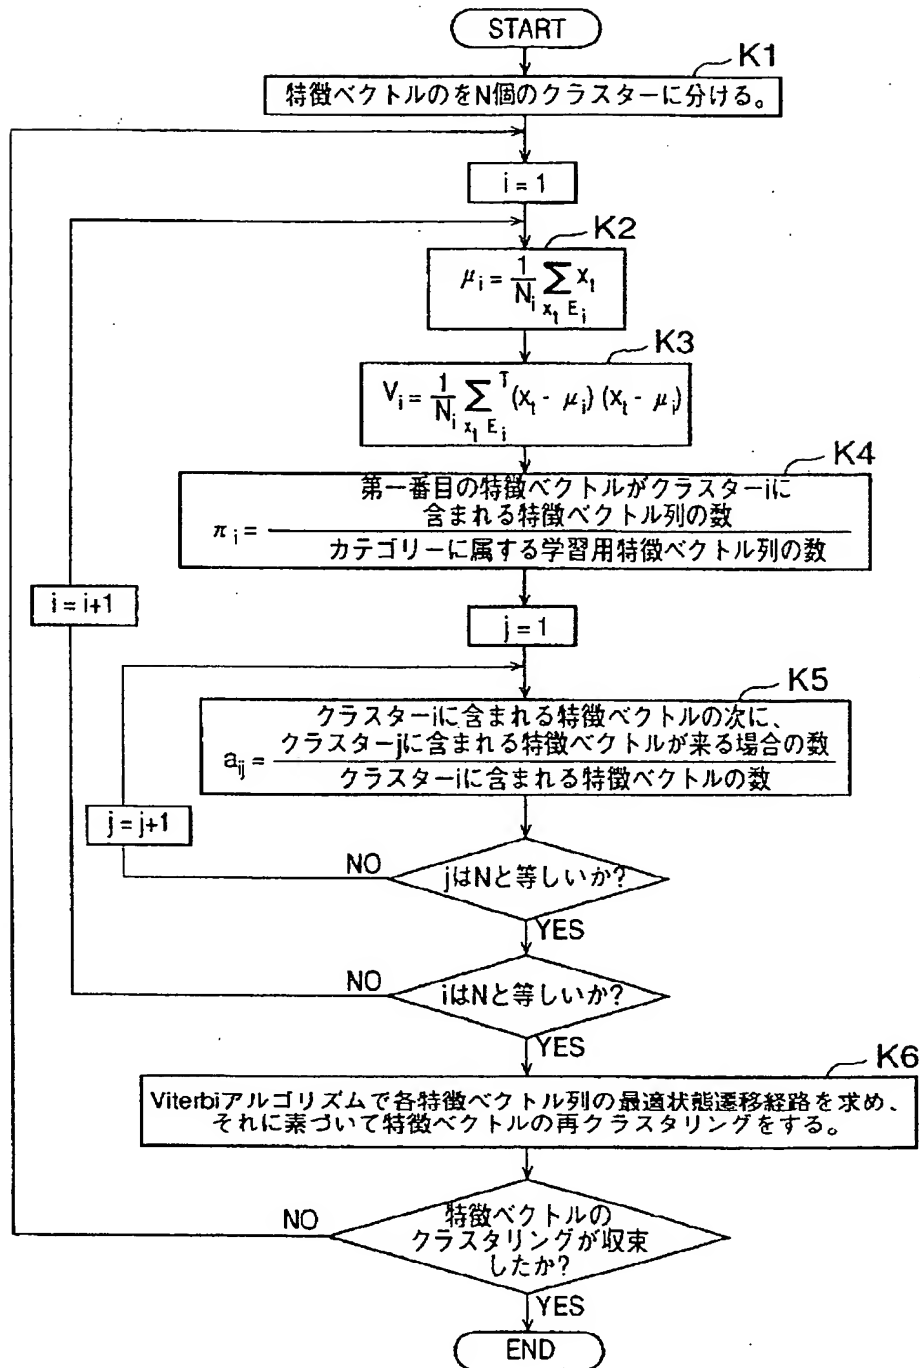 START
K1
特徴ベクトルのをN個のクラスターに分ける。
i = 1
K2
μi = 1/Ni Σ xt
xt Ei
K3
Vi = 1/Ni Σ T(xt - μi) (xt - μi)
xt Ei
K4
第一番目の特徴ベクトルがクラスターiに
含まれる特徴ベクトル列の数
πi =
カテゴリーに属する学習用特徴ベクトル列の数
i = i+1
j = 1
K5
クラスターiに含まれる特徴ベクトルの次に、
クラスターjに含まれる特徴ベクトルが来る場合の数
aij =
クラスターiに含まれる特徴ベクトルの数
j = j+1
NO
jはNと等しいか?
YES
NO
iはNと等しいか?
YES
K6
Viterbiアルゴリズムで各特徴ベクトル列の最適状態遷移経路を求め、
それに素づいて特徴ベクトルの再クラスタリングをする。
NO
特徴ベクトルの
クラスタリングが収束
したか?
YES
END